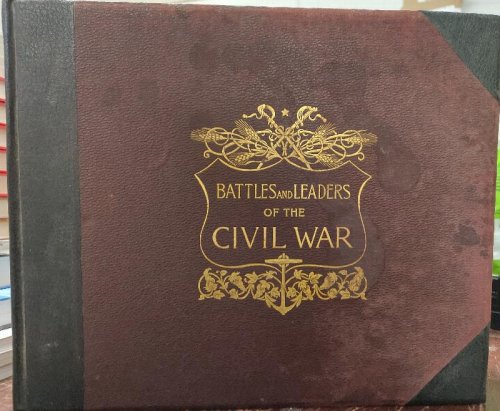 BATTLES AND LEADERS
OF THE
CIVIL WAR